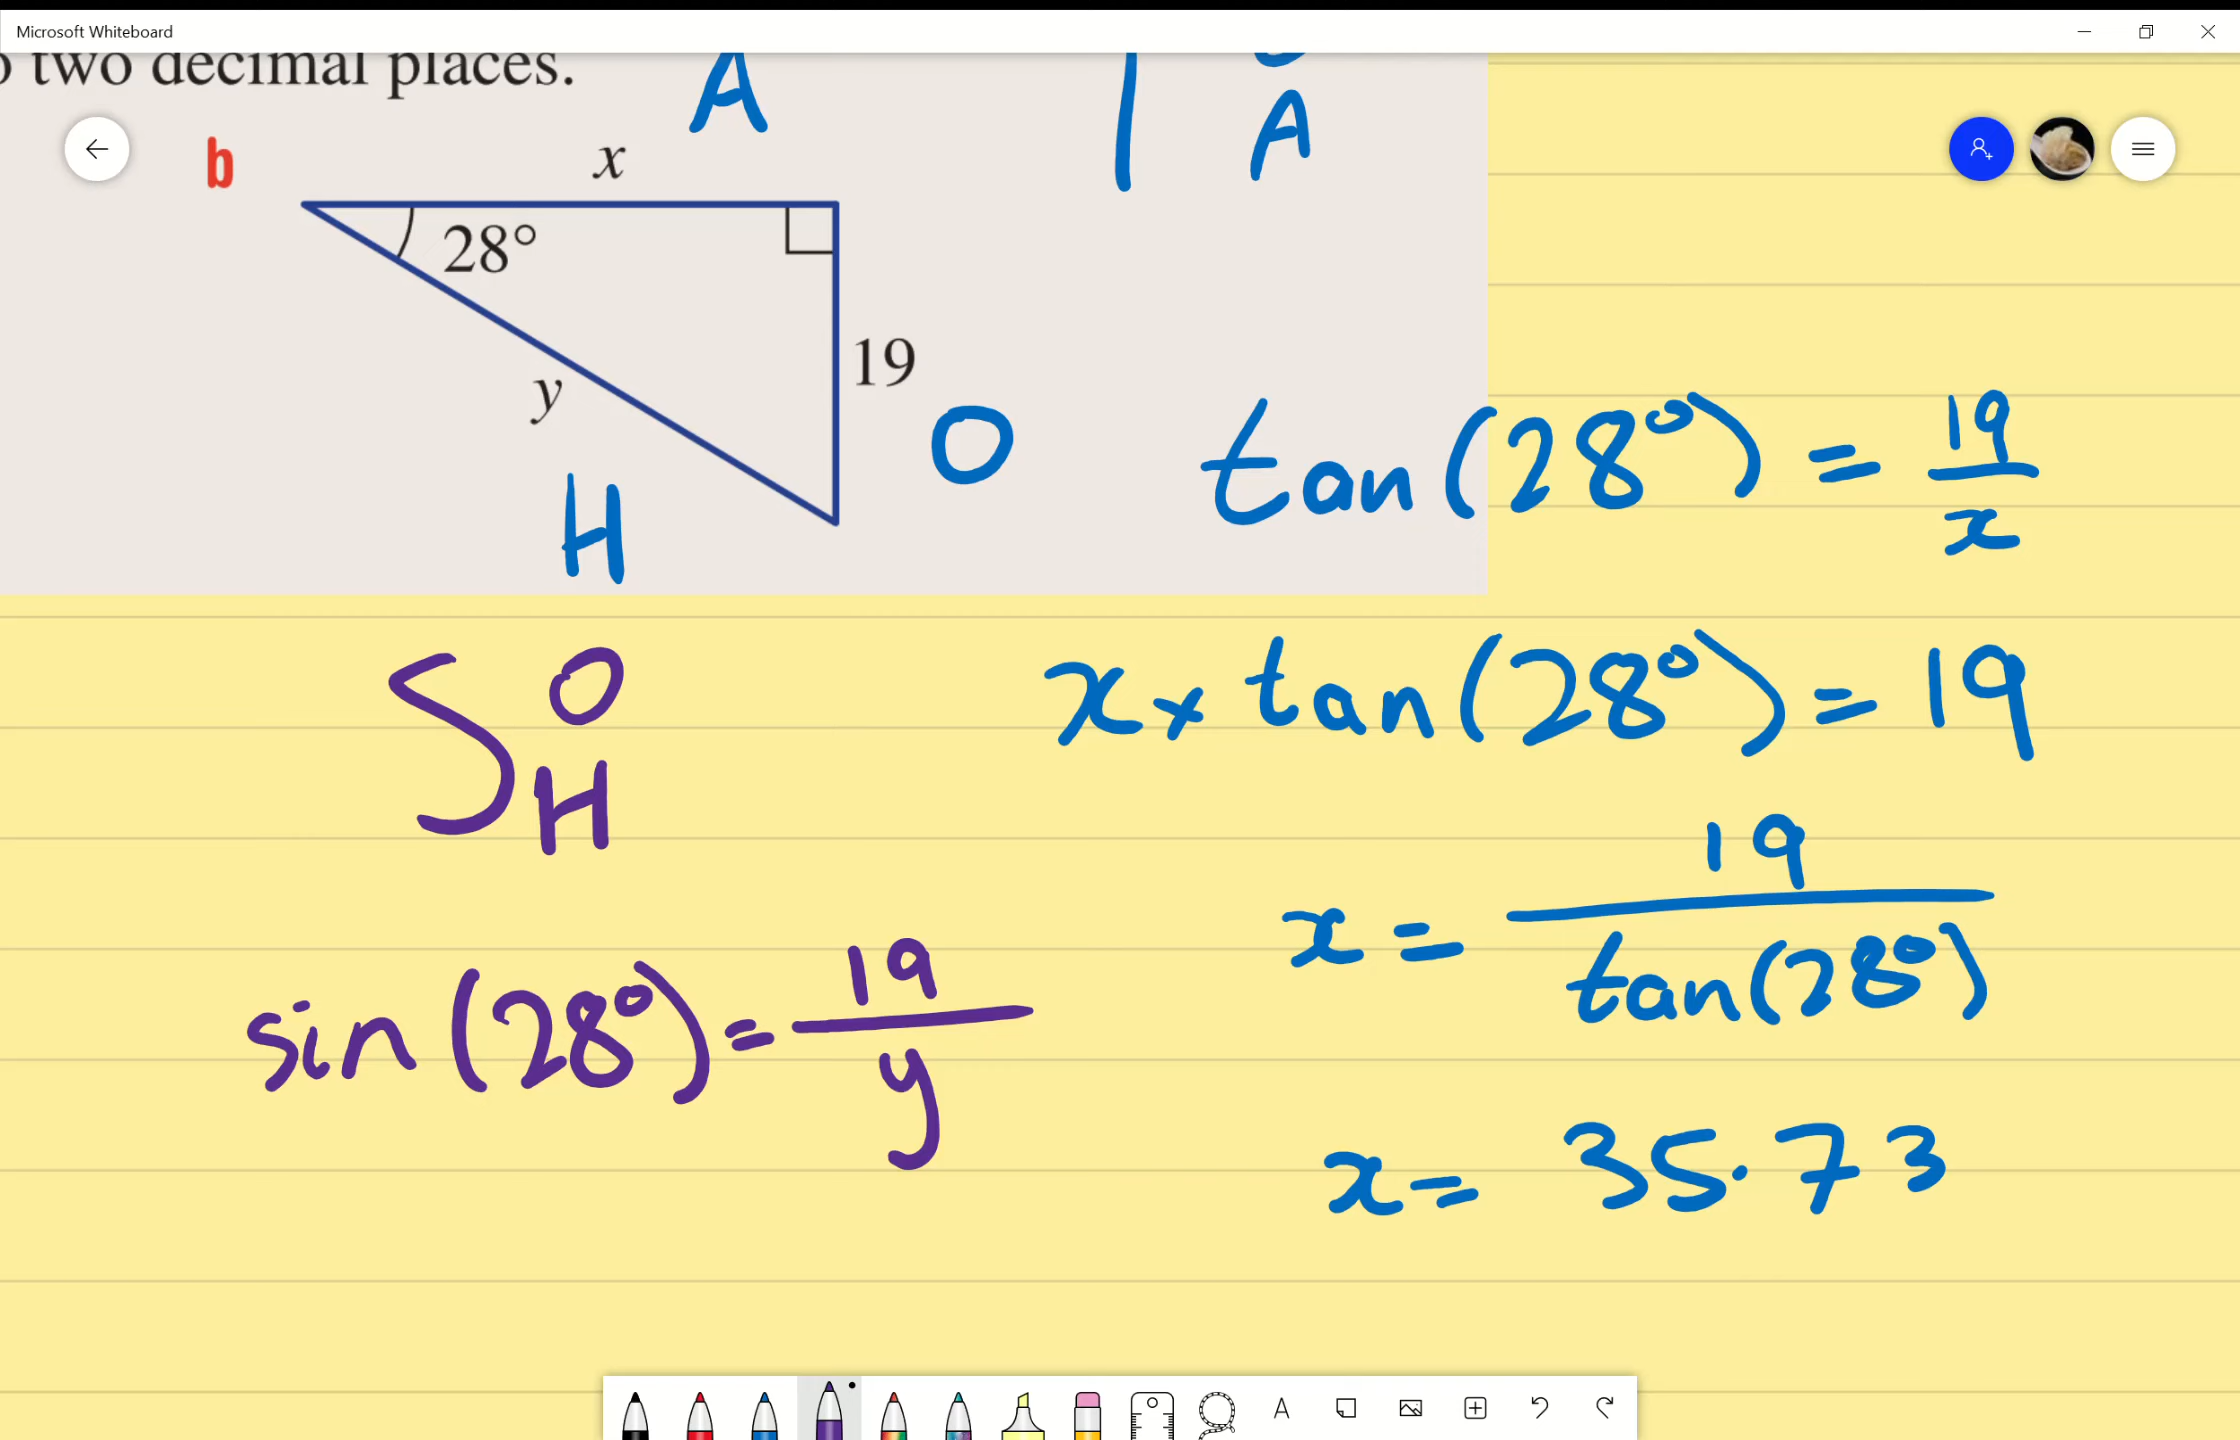 Microsoft Whiteboard
two decimal places.
A
A
b
x
28°
19
y
O
H
tan(28°) = 19/x
x × tan(28°) = 19
S O
H
x = 19/tan(28°)
sin(28°) = 19/y
x = 35.73
A